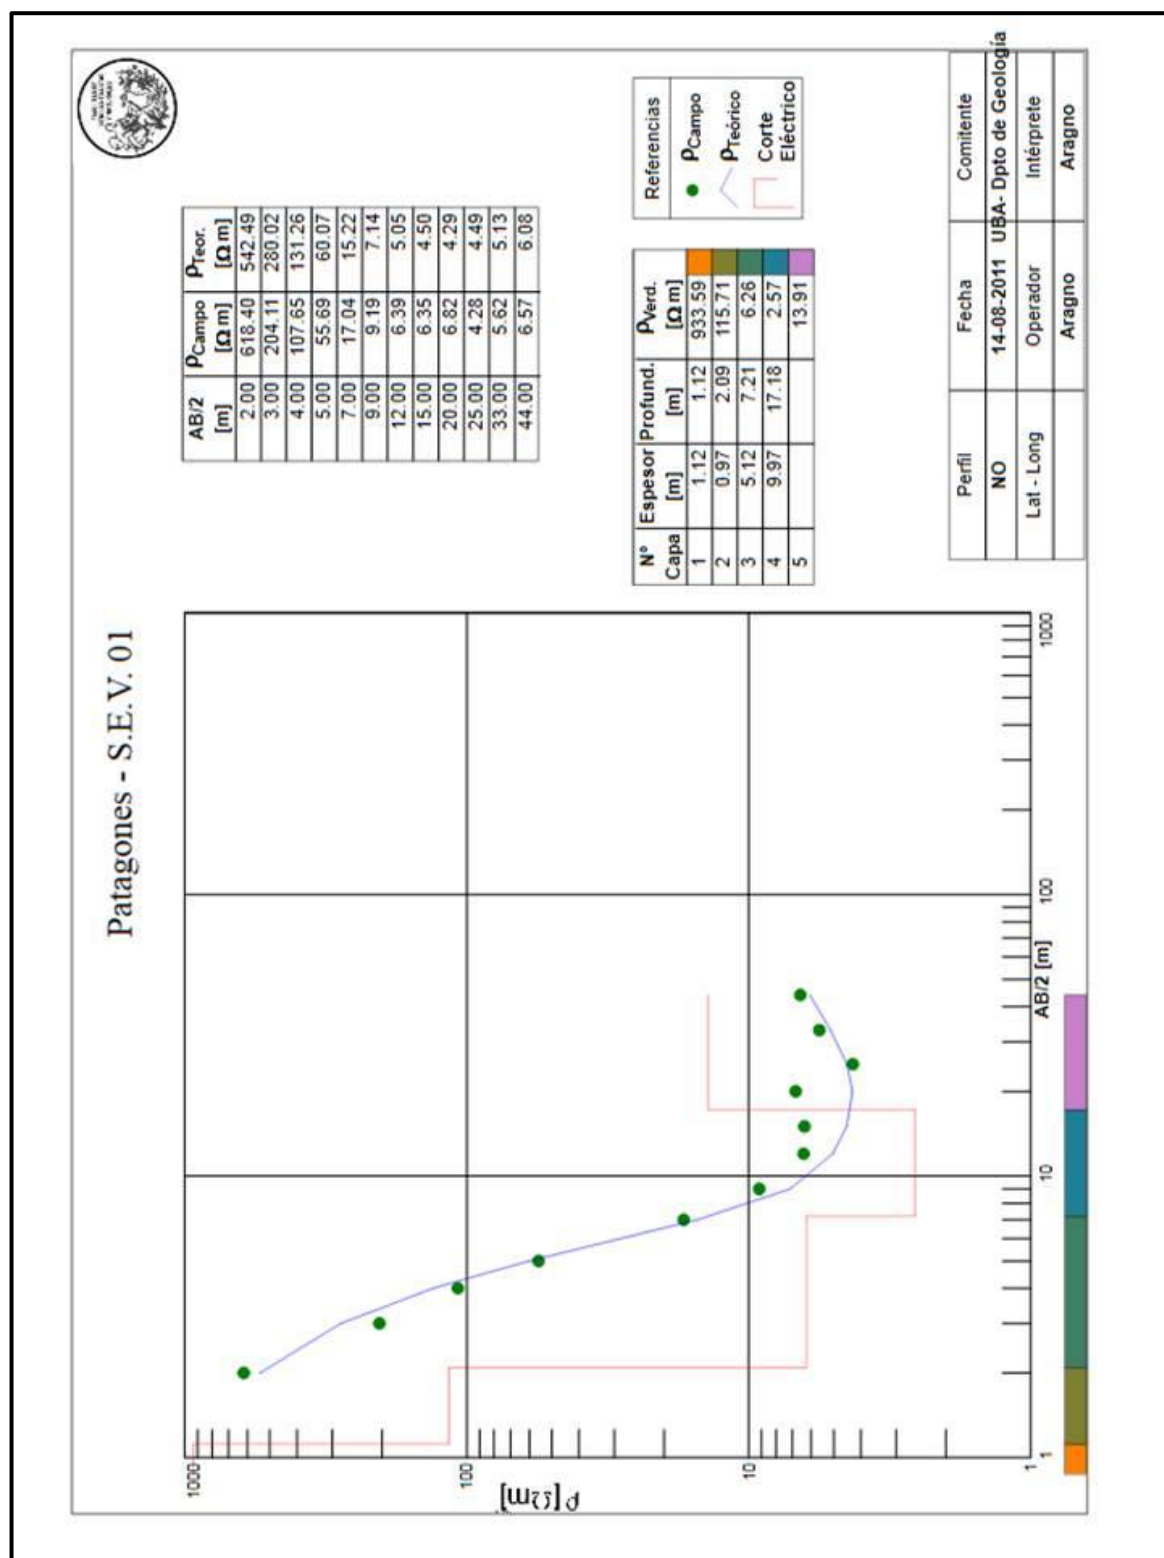 Patagones - S.E.V. 01
AB/2 [m] ρCampo [Ω m] ρTeor. [Ω m]
2.00 618.40 542.49
3.00 204.11 280.02
4.00 107.65 131.26
5.00 55.69 60.07
7.00 17.04 15.22
9.00 9.19 7.14
12.00 6.39 5.05
15.00 6.35 4.50
20.00 6.82 4.29
25.00 4.28 4.49
33.00 5.62 5.13
44.00 6.57 6.08
ρ [Ωm]
1000
100
10
1
1 10 100 1000
AB/2 [m]
Nº Capa Espesor [m] Profund. [m] ρVerd. [Ω m]
1 1.12 1.12 933.59
2 0.97 2.09 115.71
3 5.12 7.21 6.26
4 9.97 17.18 2.57
5 13.91
Referencias
ρCampo
ρTeórico
Corte
Eléctrico
Perfil Fecha Comitente
NO 14-08-2011 UBA- Dpto de Geología
Lat - Long Operador Intérprete
Aragno Aragno